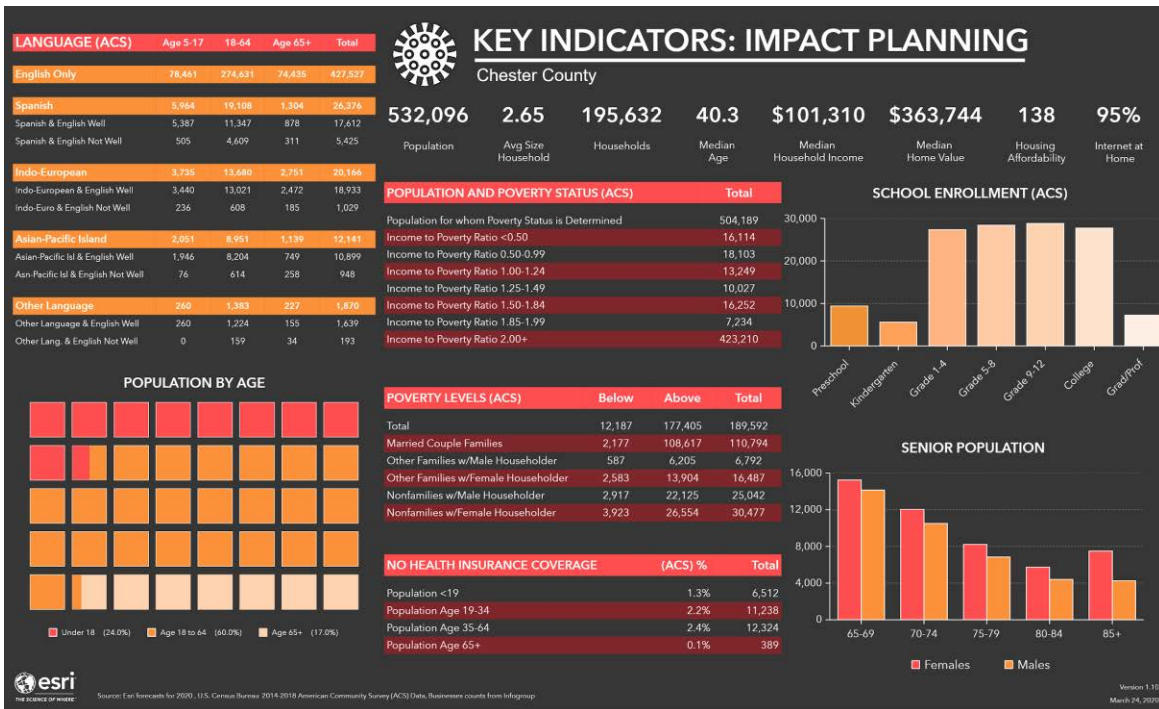 KEY INDICATORS: IMPACT PLANNING
Chester County
532,096 2.65 195,632 40.3 $101,310 $363,744 138 95%
Population Avg Size Household Households Median Age Median Household Income Median Home Value Housing Affordability Internet at Home
LANGUAGE (ACS) Age 5-17 18-64 Age 65+ Total
English Only 78,461 274,631 74,435 427,527
Spanish 5,964 19,108 1,304 26,376
Spanish & English Well 5,387 11,347 878 17,612
Spanish & English Not Well 505 4,609 311 5,425
Indo-European 3,735 13,680 2,751 20,166
Indo-European & English Well 3,440 13,021 2,472 18,933
Indo-Euro & English Not Well 236 608 185 1,029
Asian-Pacific Island 2,051 8,951 1,139 12,141
Asian-Pacific Isl & English Well 1,946 8,204 749 10,899
Asn-Pacific Isl & English Not Well 76 614 258 948
Other Language 260 1,383 227 1,870
Other Language & English Well 260 1,224 155 1,639
Other Lang. & English Not Well 0 159 34 193
POPULATION BY AGE
Under 18 (24.0%) Age 18 to 64 (60.0%) Age 65+ (17.0%)
POPULATION AND POVERTY STATUS (ACS) Total
Population for whom Poverty Status is Determined 504,189
Income to Poverty Ratio <0.50 16,114
Income to Poverty Ratio 0.50-0.99 18,103
Income to Poverty Ratio 1.00-1.24 13,249
Income to Poverty Ratio 1.25-1.49 10,027
Income to Poverty Ratio 1.50-1.84 16,252
Income to Poverty Ratio 1.85-1.99 7,234
Income to Poverty Ratio 2.00+ 423,210
POVERTY LEVELS (ACS) Below Above Total
Total 12,187 177,405 189,592
Married Couple Families 2,177 108,617 110,794
Other Families w/Male Householder 587 6,205 6,792
Other Families w/Female Householder 2,583 13,904 16,487
Nonfamilies w/Male Householder 2,917 22,125 25,042
Nonfamilies w/Female Householder 3,923 26,554 30,477
NO HEALTH INSURANCE COVERAGE (ACS) % Total
Population <19 1.3% 6,512
Population Age 19-34 2.2% 11,238
Population Age 35-64 2.4% 12,324
Population Age 65+ 0.1% 389
SCHOOL ENROLLMENT (ACS)
30,000
20,000
10,000
0
Preschool Kindergarten Grade 1-4 Grade 5-8 Grade 9-12 College Grad/Prof
SENIOR POPULATION
16,000
12,000
8,000
4,000
0
65-69 70-74 75-79 80-84 85+
Females Males
esri
THE SCIENCE OF WHERE
Source: Esri forecasts for 2020 , U.S. Census Bureau 2014-2018 American Community Survey (ACS) Data, Businesses counts from Infogroup
Version 1.10
March 24, 2020